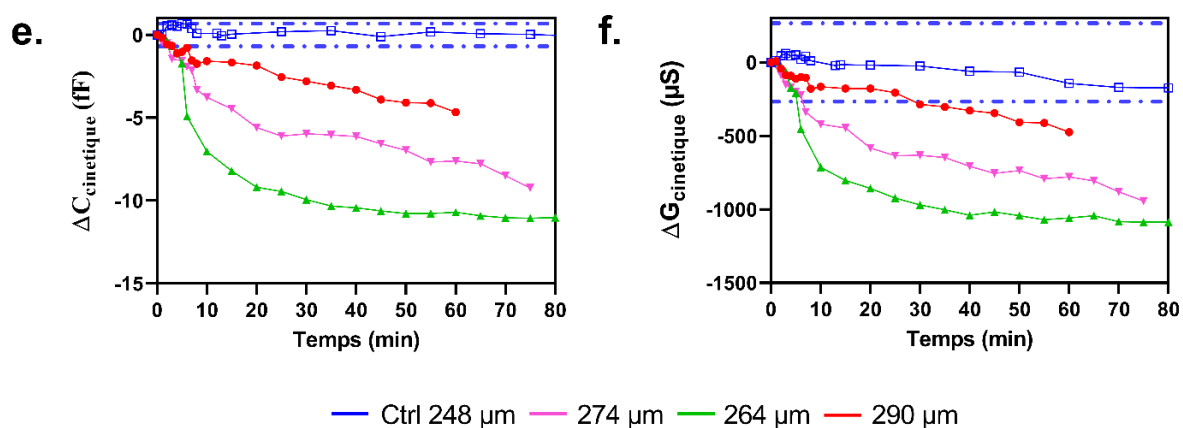 e.
ΔC_cinetique (fF)
0
-5
-10
-15
0 10 20 30 40 50 60 70 80
Temps (min)
f.
ΔG_cinetique (µS)
0
-500
-1000
-1500
0 10 20 30 40 50 60 70 80
Temps (min)
Ctrl 248 µm 274 µm 264 µm 290 µm